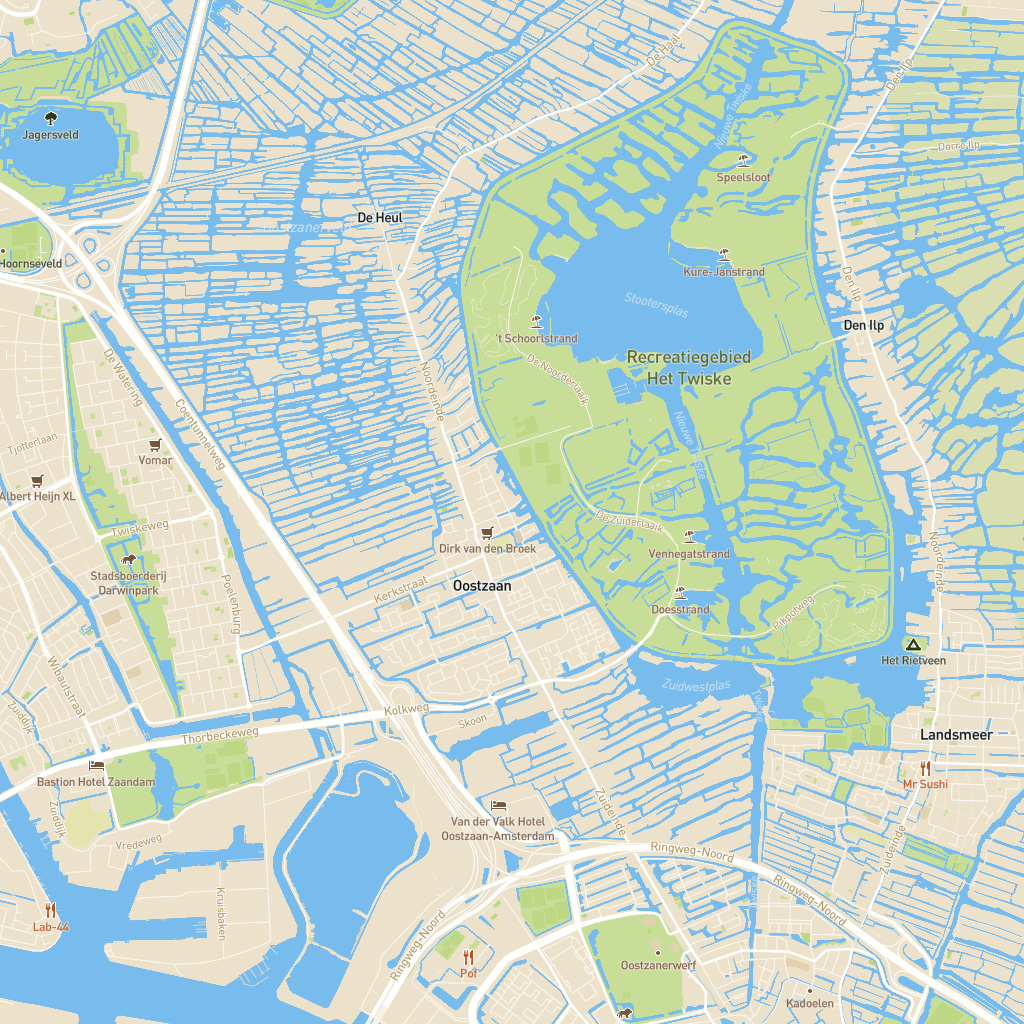 De Haal
Den Ilp
Nieuwe Twiske
Jagersveld
Dorre Ilp
Speelsloot
De Heul
Oostzanerveld
Hoornseveld
Kure-Janstrand
Den Ilp
Stootersplas
Den Ilp
't Schoorlstrand
De Watering
Recreatiegebied
Het Twiske
De Noorderlaaik
Noordeinde
Coentunnelweg
Nieuwe Twiske
Tjotterlaan
Vomar
Albert Heijn XL
Twiskeweg
De Zuiderlaaik
Dirk van den Broek
Vennegatstrand
Noordeinde
Stadsboerderij
Darwinpark
Kerkstraat
Oostzaan
Poelenburg
Doesstrand
Pikpotweg
Het Rietveen
Wibautstraat
Zuidwestplas
Twiske
Zuiddijk
Kolkweg
Skoon
Thorbeckeweg
Landsmeer
Bastion Hotel Zaandam
Mr Sushi
Zuiddijk
Zuideinde
Van der Valk Hotel
Oostzaan-Amsterdam
Vredeweg
Ringweg-Noord
Zuideinde
Ringweg-Noord
Kruisbaken
Lab-44
Ringweg-Noord
Pof
Oostzanerwerf
Kadoelen